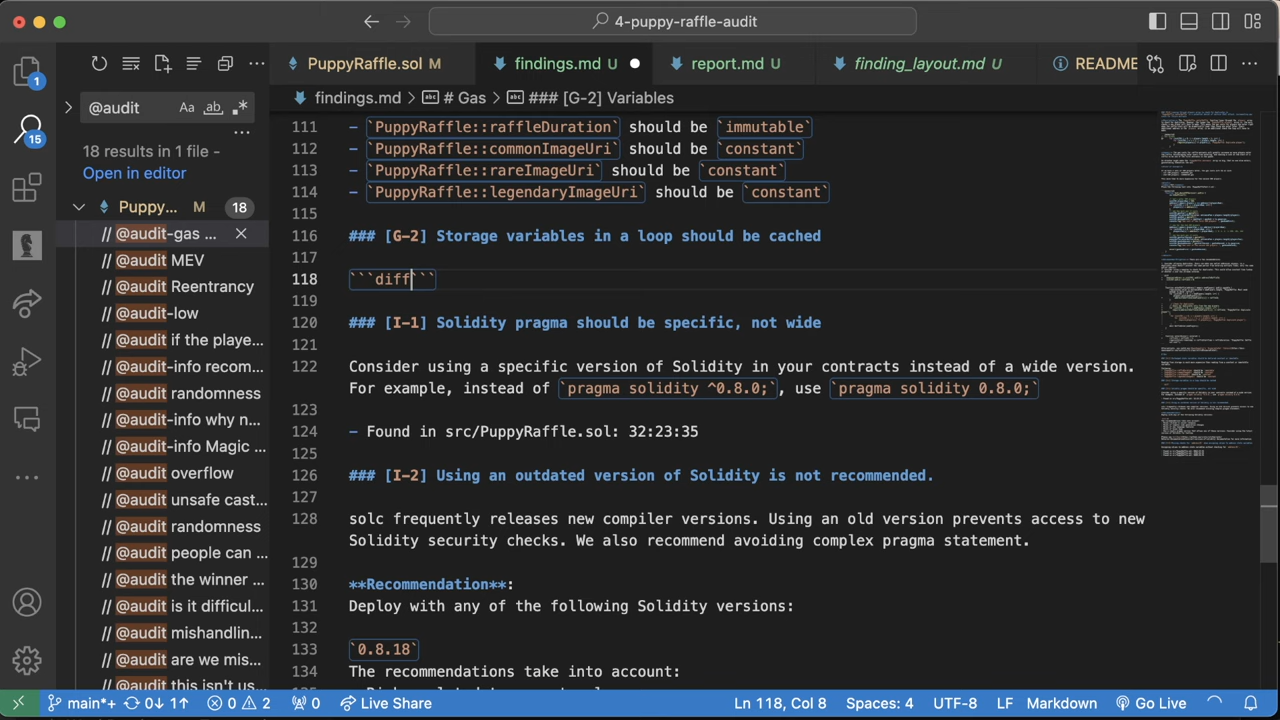 4-puppy-raffle-audit
PuppyRaffle.sol M
findings.md U
report.md U
finding_layout.md U
README
@audit
Aa
ab
findings.md > # Gas > ### [G-2] Variables
18 results in 1 file -
Open in editor
Puppy... M 18
// @audit-gas ...
// @audit MEV
// @audit Reentrancy
// @audit-low
// @audit if the playe...
// @audit-info recom...
// @audit randomness
// @audit-infowhy n...
// @audit-info Magic ...
// @audit overflow
// @audit unsafe cast...
// @audit randomness
// @audit people can ...
// @audit the winner ...
// @audit is it difficul...
// @audit mishandlin...
// @audit are we mis...
// @audit this isn't us...
1
15
111 - `PuppyRaffle::raffleDuration` should be `immutable`
112 - `PuppyRaffle::commonImageUri` should be `constant`
113 - `PuppyRaffle::rareImageUri` should be `constant`
114 - `PuppyRaffle::legendaryImageUri` should be `constant`
115
116 ### [G-2] Storage variables in a loop should be cached
117
118 ```diff```
119
120 ### [I-1] Solidity pragma should be specific, not wide
121
122 Consider using a specific version of Solidity in your contracts instead of a wide version.
For example, instead of `pragma solidity ^0.8.0;`, use `pragma solidity 0.8.0;`
123
124 - Found in src/PuppyRaffle.sol: 32:23:35
125
126 ### [I-2] Using an outdated version of Solidity is not recommended.
127
128 solc frequently releases new compiler versions. Using an old version prevents access to new
Solidity security checks. We also recommend avoiding complex pragma statement.
129
130 **Recommendation**:
131 Deploy with any of the following Solidity versions:
132
133 `0.8.18`
134 The recommendations take into account:
main*+ 0↓ 1↑ 0 2 0 Live Share
Ln 118, Col 8 Spaces: 4 UTF-8 LF Markdown Go Live